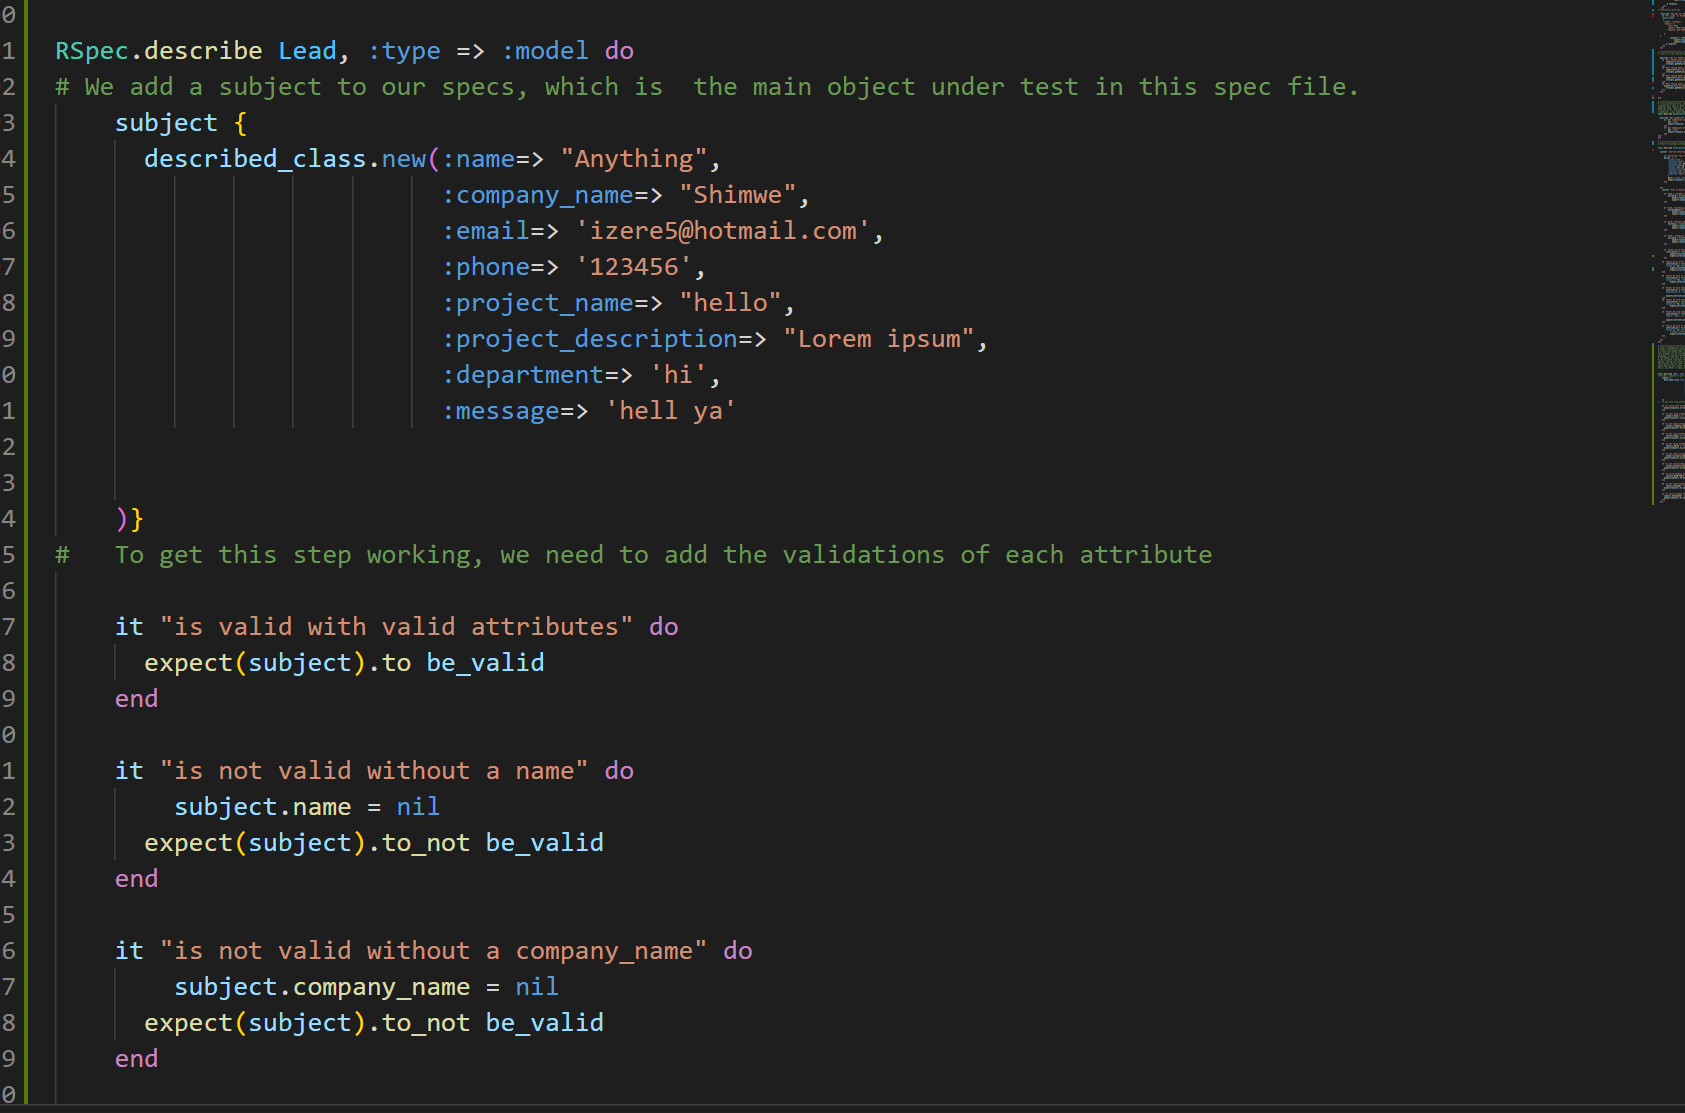 0
1 RSpec.describe Lead, :type => :model do
2 # We add a subject to our specs, which is  the main object under test in this spec file.
3     subject {
4       described_class.new(:name=> "Anything",
5                           :company_name=> "Shimwe",
6                           :email=> 'izere5@hotmail.com',
7                           :phone=> '123456',
8                           :project_name=> "hello",
9                           :project_description=> "Lorem ipsum",
0                           :department=> 'hi',
1                           :message=> 'hell ya'
2
3
4     )}
5 #   To get this step working, we need to add the validations of each attribute
6
7     it "is valid with valid attributes" do
8       expect(subject).to be_valid
9     end
0
1     it "is not valid without a name" do
2         subject.name = nil
3       expect(subject).to_not be_valid
4     end
5
6     it "is not valid without a company_name" do
7         subject.company_name = nil
8       expect(subject).to_not be_valid
9     end
0